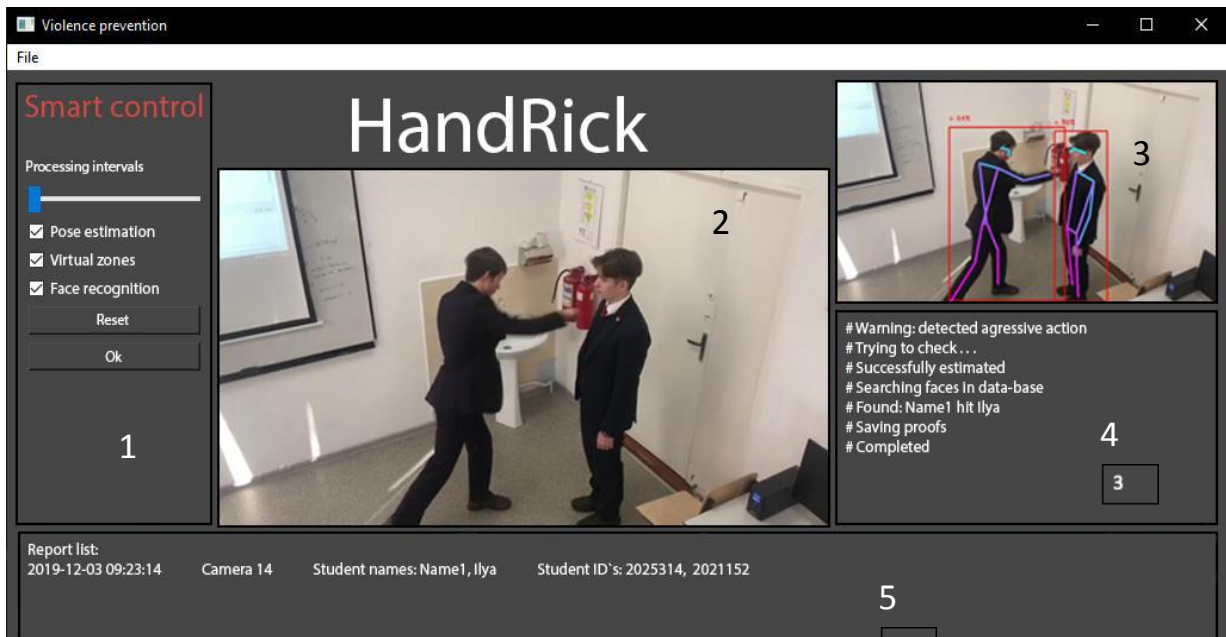 Violence prevention
File
Smart control
Processing intervals
Pose estimation
Virtual zones
Face recognition
Reset
Ok
1
HandRick
2
3
# Warning: detected agressive action
# Trying to check . . .
# Successfully estimated
# Searching faces in data-base
# Found: Name1 hit Ilya
# Saving proofs
# Completed
4
3
Report list:
2019-12-03 09:23:14 Camera 14 Student names: Name1, Ilya Student ID`s: 2025314, 2021152
5